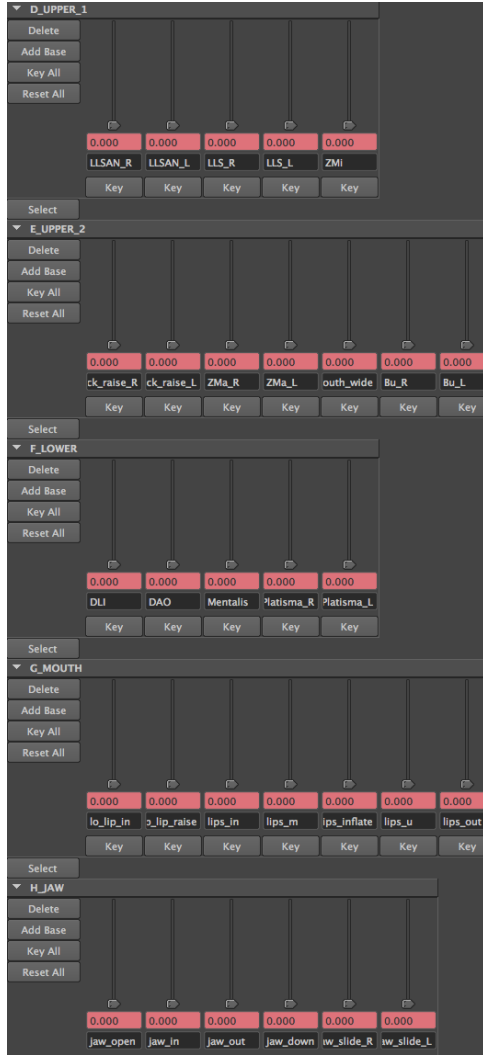 D_UPPER_1
Delete
Add Base
Key All
Reset All
0.000 0.000 0.000 0.000 0.000
LLSAN_R LLSAN_L LLS_R LLS_L ZMi
Key Key Key Key Key
Select
E_UPPER_2
Delete
Add Base
Key All
Reset All
0.000 0.000 0.000 0.000 0.000 0.000 0.000
ck_raise_R ck_raise_L ZMa_R ZMa_L outh_wide Bu_R Bu_L
Key Key Key Key Key Key Key
Select
F_LOWER
Delete
Add Base
Key All
Reset All
0.000 0.000 0.000 0.000 0.000
DLI DAO Mentalis Platisma_R Platisma_L
Key Key Key Key Key
Select
G_MOUTH
Delete
Add Base
Key All
Reset All
0.000 0.000 0.000 0.000 0.000 0.000 0.000
lo_lip_in o_lip_raise lips_in lips_m ips_inflate lips_u lips_out
Key Key Key Key Key Key Key
Select
H_JAW
Delete
Add Base
Key All
Reset All
0.000 0.000 0.000 0.000 0.000 0.000
jaw_open jaw_in jaw_out jaw_down aw_slide_R aw_slide_L